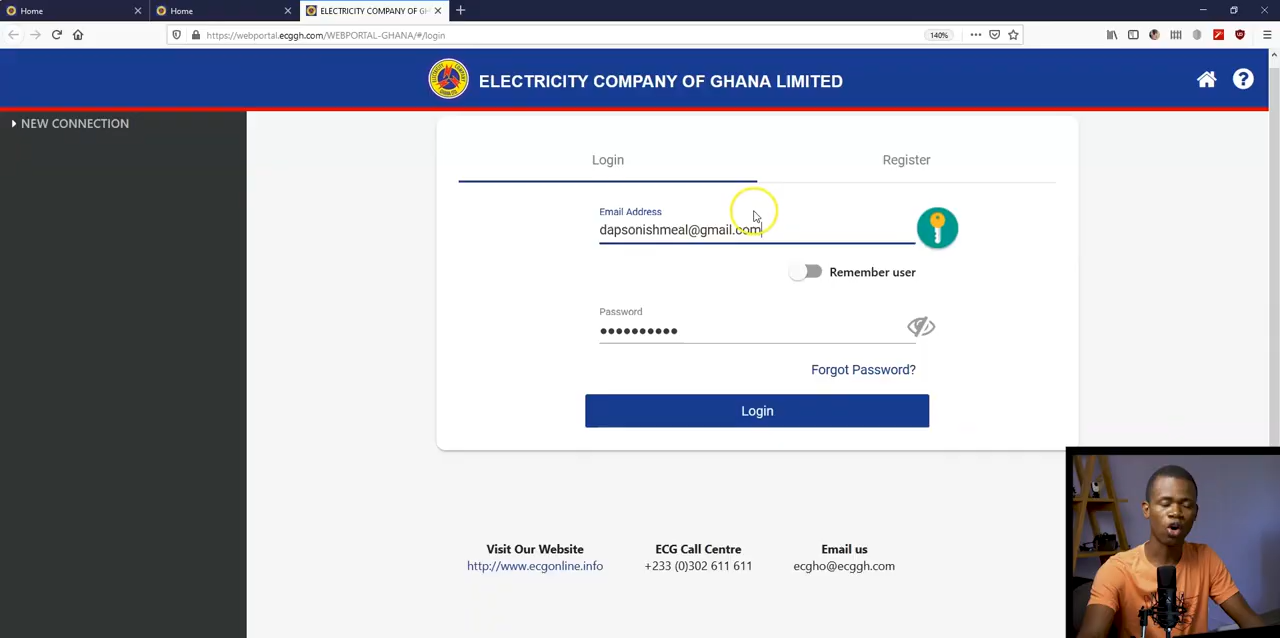 Home
Home
ELECTRICITY COMPANY OF GH
https://webportal.ecggh.com/WEBPORTAL-GHANA/#/login
140%
ELECTRICITY COMPANY OF GHANA LIMITED
NEW CONNECTION
Login
Register
Email Address
dapsonishmeal@gmail.com
Remember user
Password
Forgot Password?
Login
Visit Our Website
http://www.ecgonline.info
ECG Call Centre
+233 (0)302 611 611
Email us
ecgho@ecggh.com